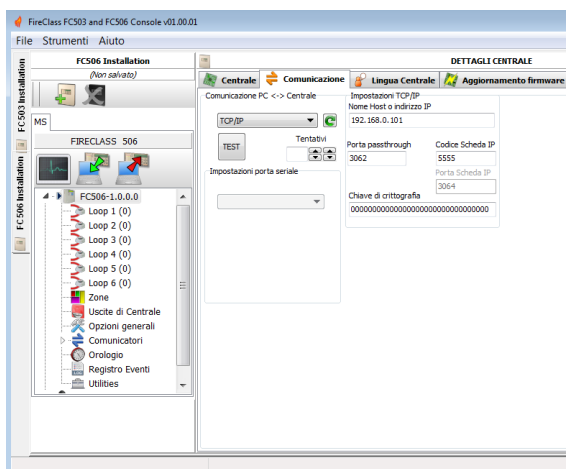 FireClass FC503 and FC506 Console v01.00.01
File Strumenti Aiuto
FC503 Installation
FC506 Installation
FC506 Installation
(Non salvato)
MS
FIRECLASS 506
FC506-1.0.0.0
Loop 1 (0)
Loop 2 (0)
Loop 3 (0)
Loop 4 (0)
Loop 5 (0)
Loop 6 (0)
Zone
Uscite di Centrale
Opzioni generali
Comunicatori
Orologio
Registro Eventi
Utilities
DETTAGLI CENTRALE
Centrale Comunicazione Lingua Centrale Aggiornamento firmware
Comunicazione PC <-> Centrale
TCP/IP
TEST
Tentativi
Impostazioni porta seriale
Impostazioni TCP/IP
Nome Host o indirizzo IP
192.168.0.101
Porta passthrough Codice Scheda IP
3062 5555
Porta Scheda IP
3064
Chiave di crittografia
00000000000000000000000000000000